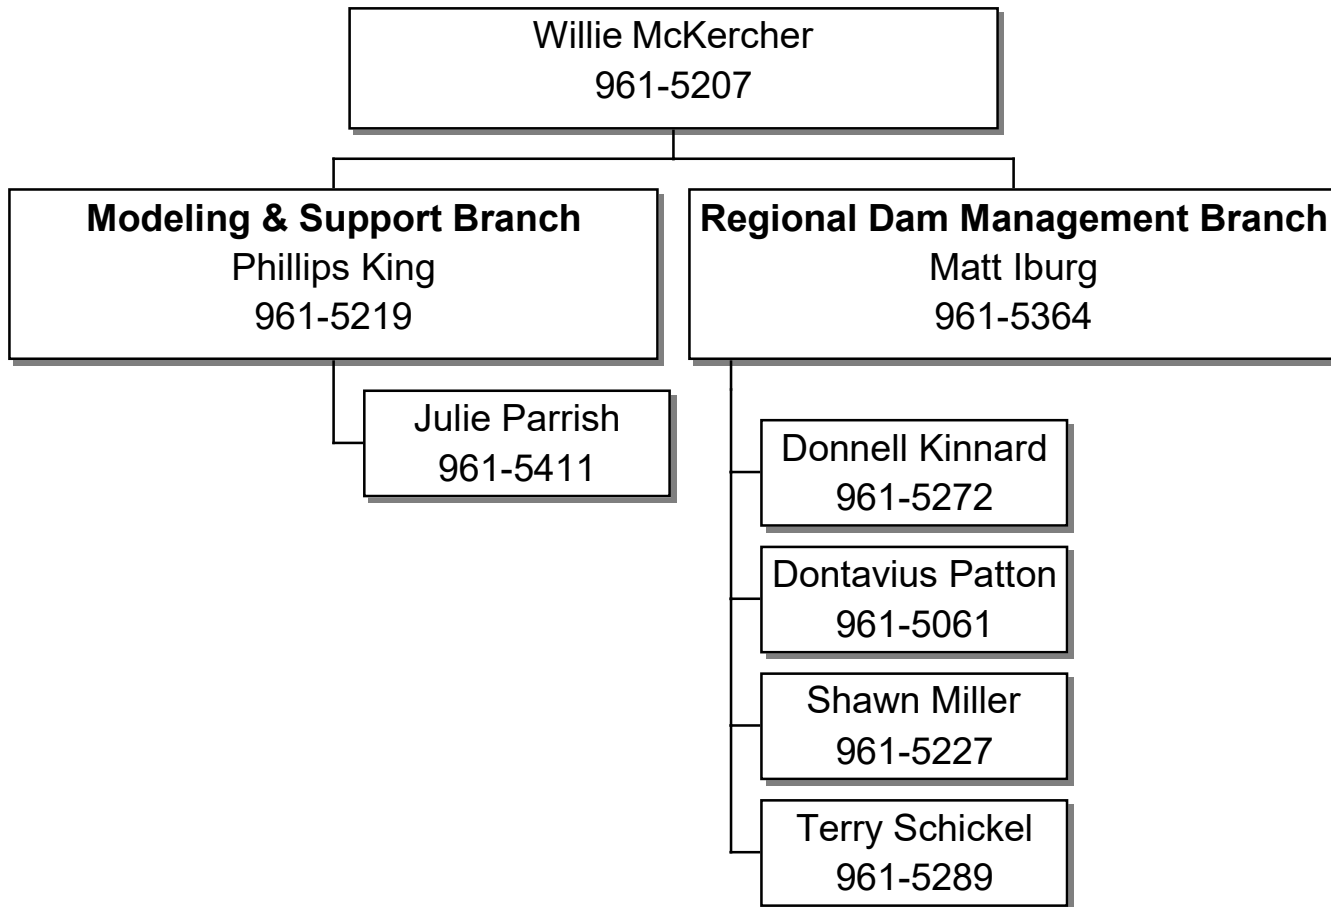 Willie McKercher
961-5207
Modeling & Support Branch
Phillips King
961-5219
Julie Parrish
961-5411
Regional Dam Management Branch
Matt Iburg
961-5364
Donnell Kinnard
961-5272
Dontavius Patton
961-5061
Shawn Miller
961-5227
Terry Schickel
961-5289